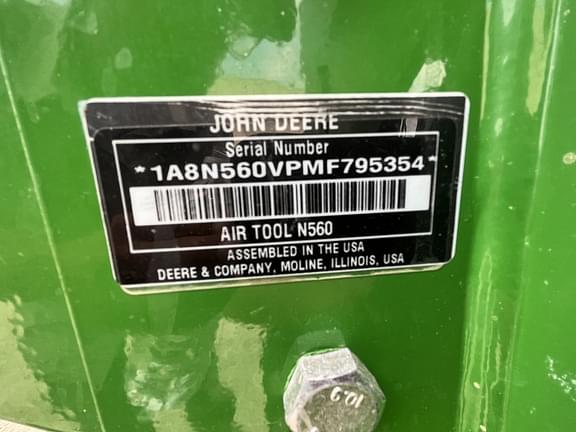 JOHN DEERE
Serial Number
*1A8N560VPMF795354*
AIR TOOL N560
ASSEMBLED IN THE USA
DEERE & COMPANY, MOLINE, ILLINOIS, USA
10.9